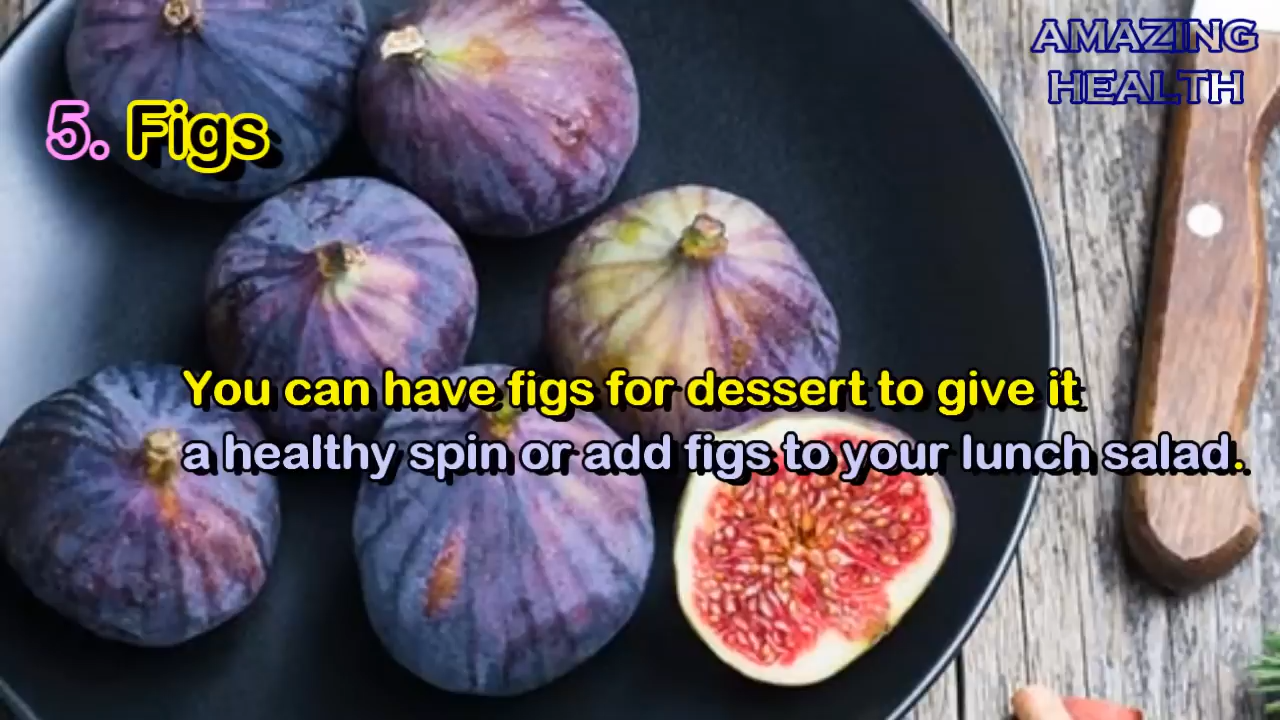 AMAZING
HEALTH
5. Figs
You can have figs for dessert to give it
a healthy spin or add figs to your lunch salad.